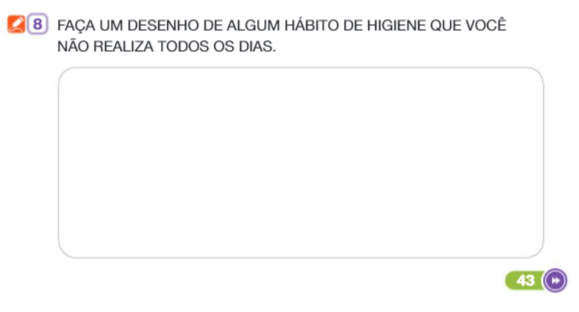 8 FAÇA UM DESENHO DE ALGUM HÁBITO DE HIGIENE QUE VOCÊ
NÃO REALIZA TODOS OS DIAS.
43